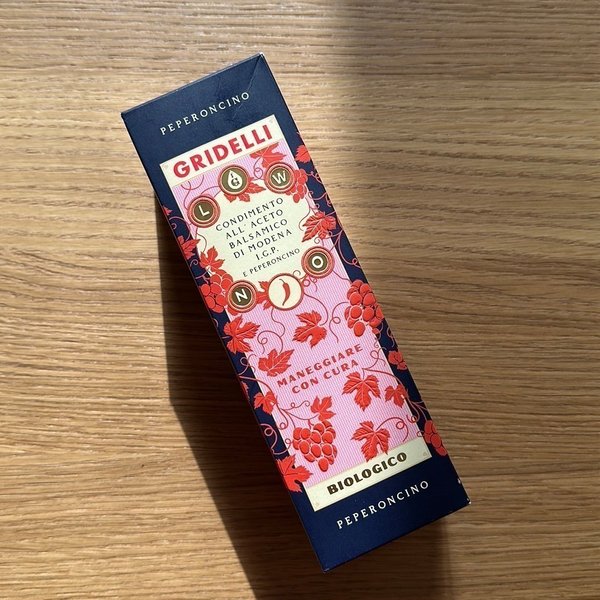 PEPERONCINO
GRIDELLI
L G W
CONDIMENTO
ALL' ACETO
BALSAMICO
DI MODENA
I.G.P.
E PEPERONCINO
N O
MANEGGIARE
CON CURA
BIOLOGICO
PEPERONCINO